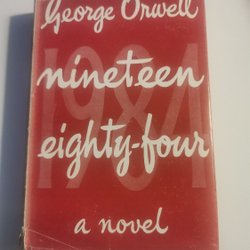 George Orwell
nineteen
1984
eighty-four
a novel